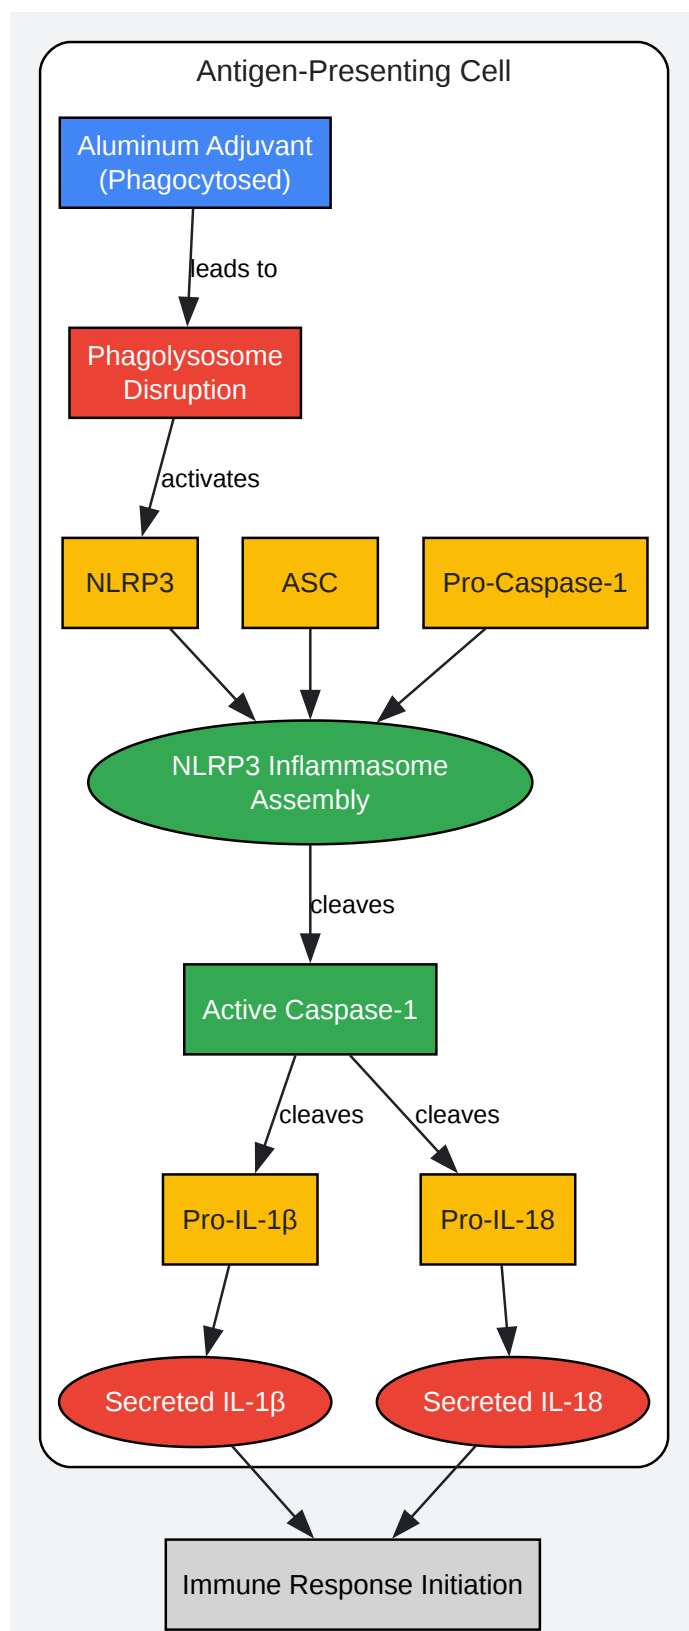 Antigen-Presenting Cell
Aluminum Adjuvant
(Phagocytosed)
leads to
Phagolysosome
Disruption
activates
NLRP3
ASC
Pro-Caspase-1
NLRP3 Inflammasome
Assembly
cleaves
Active Caspase-1
cleaves
cleaves
Pro-IL-1β
Pro-IL-18
Secreted IL-1β
Secreted IL-18
Immune Response Initiation